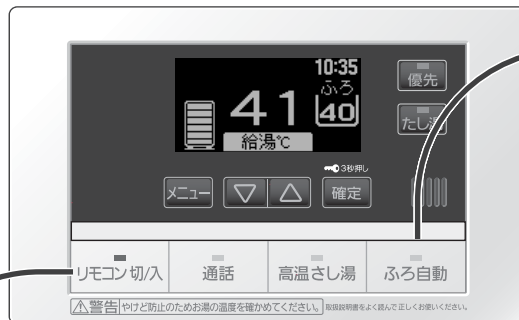 10:35
ふろ
41
40
給湯℃
優先
たし湯
3秒押し
メニュー ▽ △ 確定
リモコン 切/入 通話 高温さし湯 ふろ自動
⚠警告 やけど防止のためお湯の温度を確かめてください。 取扱説明書をよく読んで正しくお使いください。